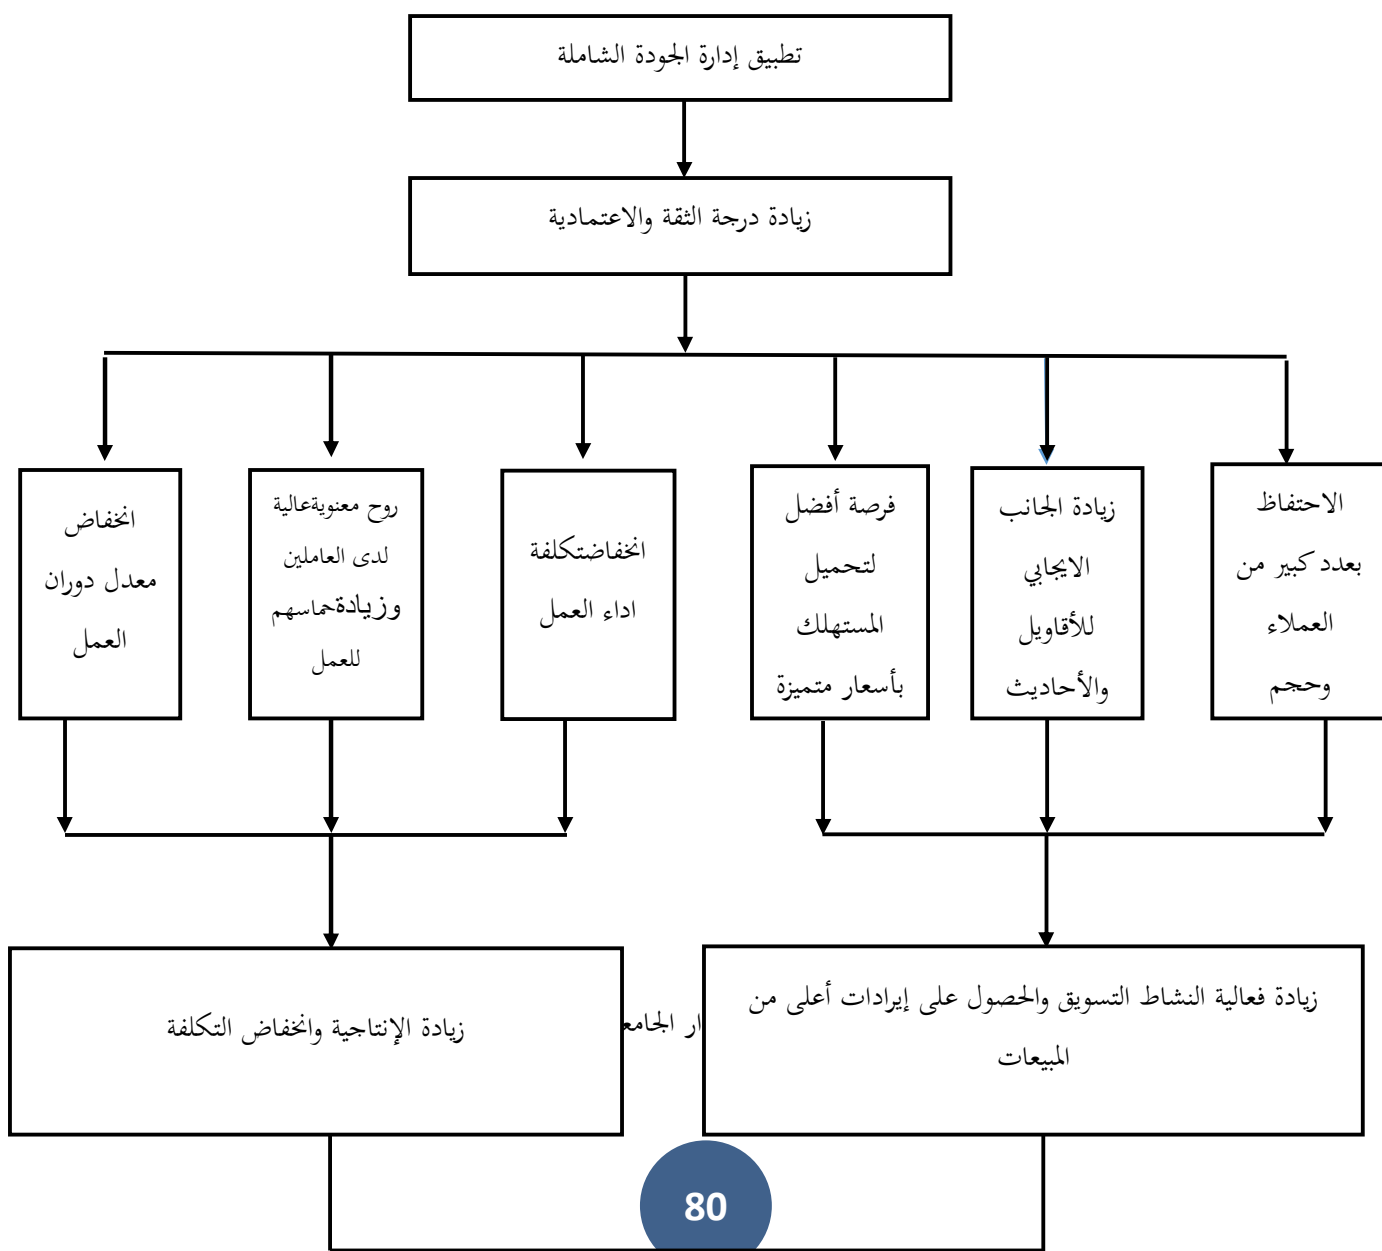 تطبيق إدارة الجودة الشاملة
زيادة درجة الثقة والاعتمادية
الاحتفاظ
بعدد كبير من
العملاء
وحجم
زيادة الجانب
الايجابي
للأقاويل
والأحاديث
فرصة أفضل
لتحميل
المستهلك
بأسعار متميزة
انخفاضتكلفة
اداء العمل
روح معنويةعالية
لدى العاملين
وزيادةحماسهم
للعمل
انخفاض
معدل دوران
العمل
زيادة فعالية النشاط التسويق والحصول على إيرادات أعلى من
المبيعات
ار الجامع
زيادة الإنتاجية وانخفاض التكلفة
80